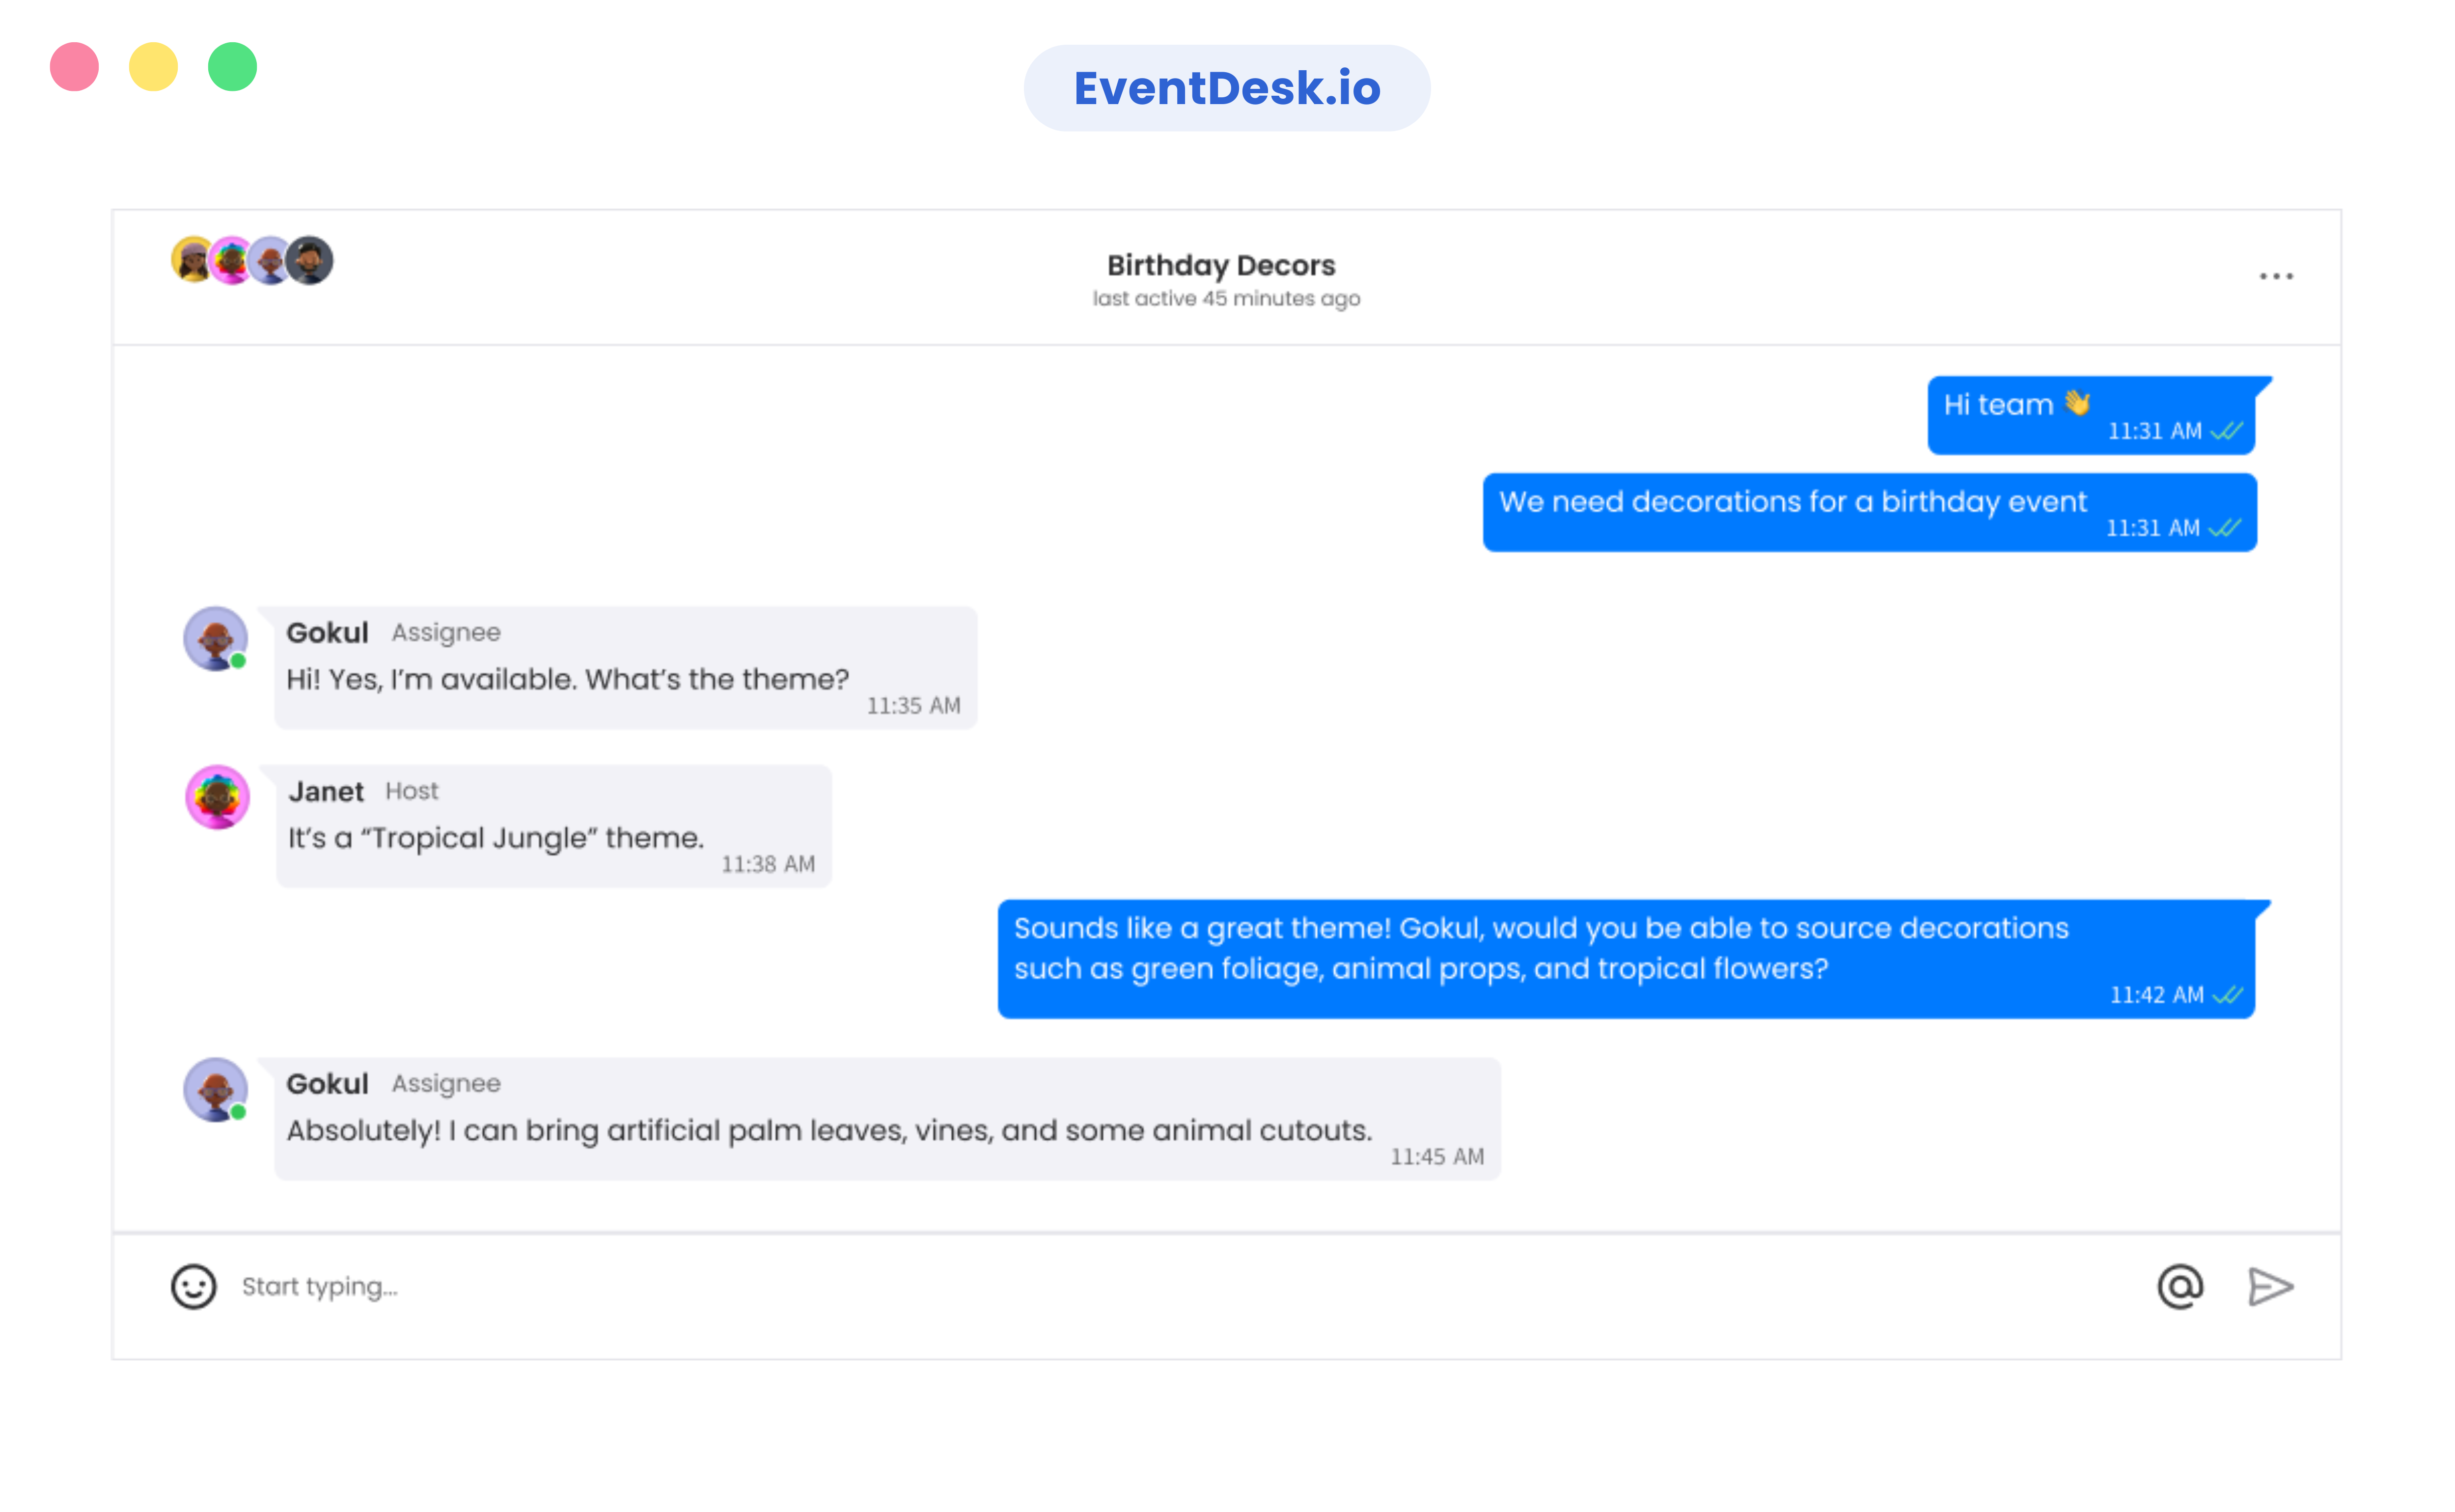 EventDesk.io
Birthday Decors
last active 45 minutes ago
Hi team 👋
11:31 AM
We need decorations for a birthday event
11:31 AM
Gokul Assignee
Hi! Yes, I’m available. What’s the theme?
11:35 AM
Janet Host
It’s a “Tropical Jungle” theme.
11:38 AM
Sounds like a great theme! Gokul, would you be able to source decorations
such as green foliage, animal props, and tropical flowers?
11:42 AM
Gokul Assignee
Absolutely! I can bring artificial palm leaves, vines, and some animal cutouts.
11:45 AM
Start typing...